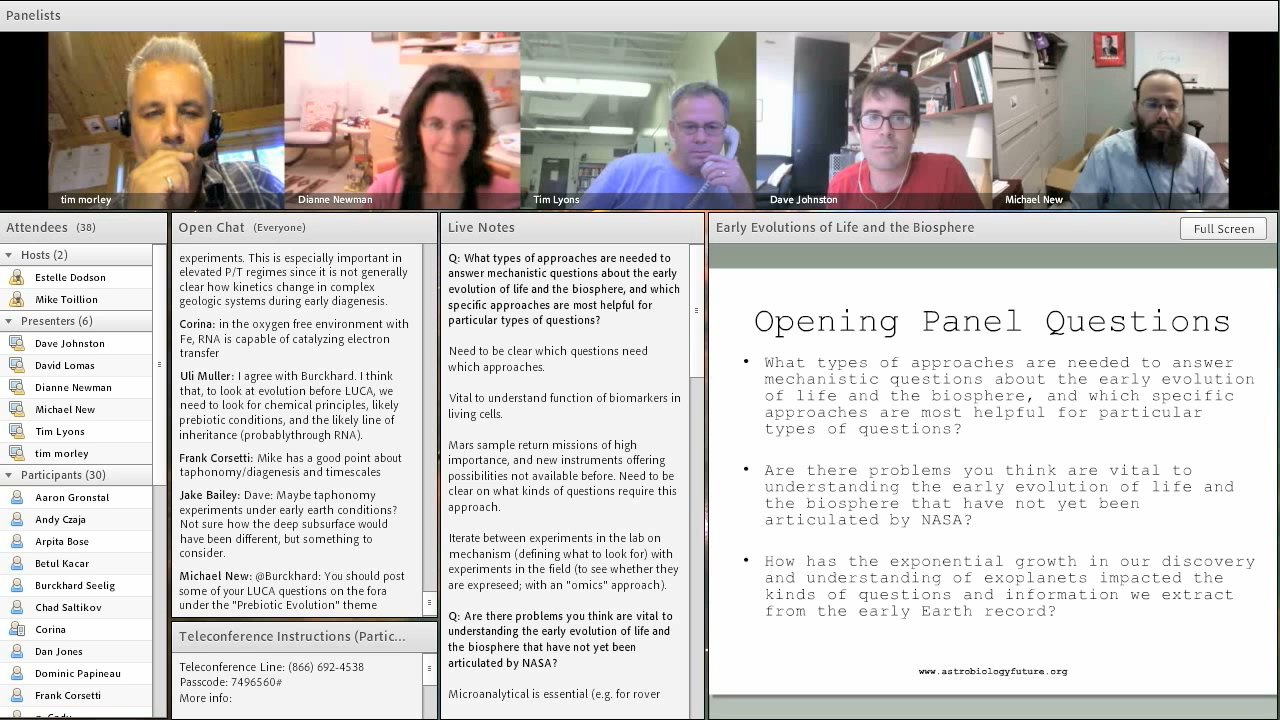 Panelists
tim morley
Dianne Newman
Tim Lyons
Dave Johnston
Michael New
Attendees (38)
Hosts (2)
Estelle Dodson
Mike Toillion
Presenters (6)
Dave Johnston
David Lomas
Dianne Newman
Michael New
Tim Lyons
tim morley
Participants (30)
Aaron Gronstal
Andy Czaja
Arpita Bose
Betul Kacar
Burckhard Seelig
Chad Saltikov
Corina
Dan Jones
Dominic Papineau
Frank Corsetti
Open Chat (Everyone)
experiments. This is especially important in
elevated P/T regimes since it is not generally
clear how kinetics change in complex
geologic systems during early diagenesis.
Corina: in the oxygen free environment with
Fe, RNA is capable of catalyzing electron
transfer
Uli Muller: I agree with Burckhard. I think
that, to look at evolution before LUCA, we
need to look for chemical principles, likely
prebiotic conditions, and the likely line of
inheritance (probablythrough RNA).
Frank Corsetti: Mike has a good point about
taphonomy/diagenesis and timescales
Jake Bailey: Dave: Maybe taphonomy
experiments under early earth conditions?
Not sure how the deep subsurface would
have been different, but something to
consider.
Michael New: @Burckhard: You should post
some of your LUCA questions on the fora
under the "Prebiotic Evolution" theme
Teleconference Instructions (Partic...
Teleconference Line: (866) 692-4538
Passcode: 7496560#
More info:
Live Notes
Q: What types of approaches are needed to
answer mechanistic questions about the early
evolution of life and the biosphere, and which
specific approaches are most helpful for
particular types of questions?
Need to be clear which questions need
which approaches.
Vital to understand function of biomarkers in
living cells.
Mars sample return missions of high
importance, and new instruments offering
possibilities not available before. Need to be
clear on what kinds of questions require this
approach.
Iterate between experiments in the lab on
mechanism (defining what to look for) with
experiments in the field (to see whether they
are expreseed; with an "omics" approach).
Q: Are there problems you think are vital to
understanding the early evolution of life and
the biosphere that have not yet been
articulated by NASA?
Microanalytical is essential (e.g. for rover
Early Evolutions of Life and the Biosphere
Full Screen
Opening Panel Questions
• What types of approaches are needed to answer
mechanistic questions about the early evolution
of life and the biosphere, and which specific
approaches are most helpful for particular
types of questions?
• Are there problems you think are vital to
understanding the early evolution of life and
the biosphere that have not yet been
articulated by NASA?
• How has the exponential growth in our discovery
and understanding of exoplanets impacted the
kinds of questions and information we extract
from the early Earth record?
www.astrobiologyfuture.org